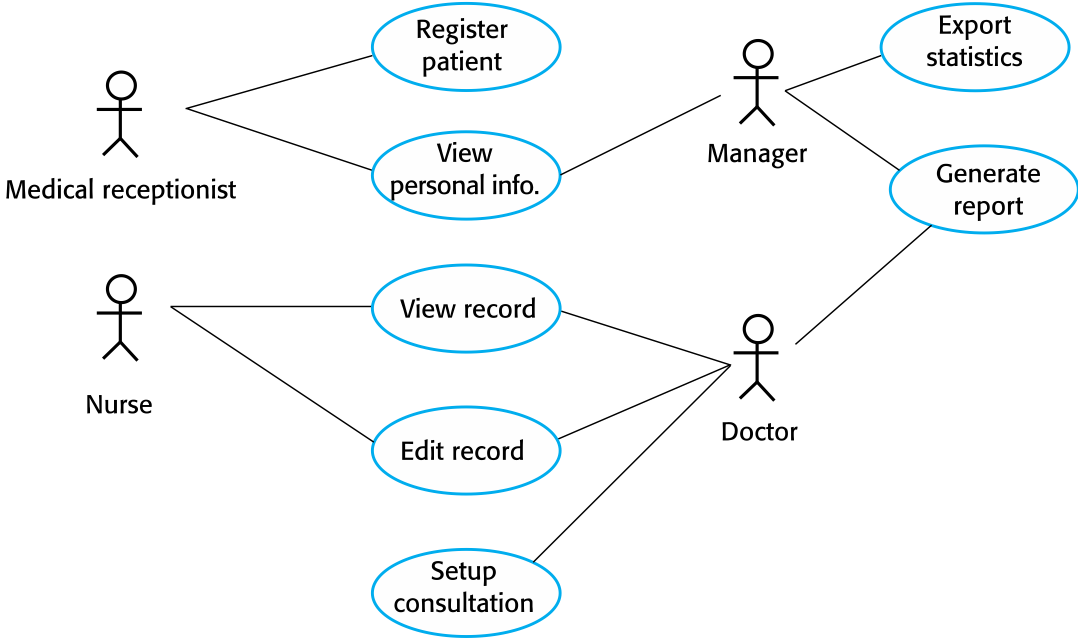 Register
patient
Export
statistics
Medical receptionist
View
personal info.
Manager
Generate
report
Nurse
View record
Edit record
Doctor
Setup
consultation